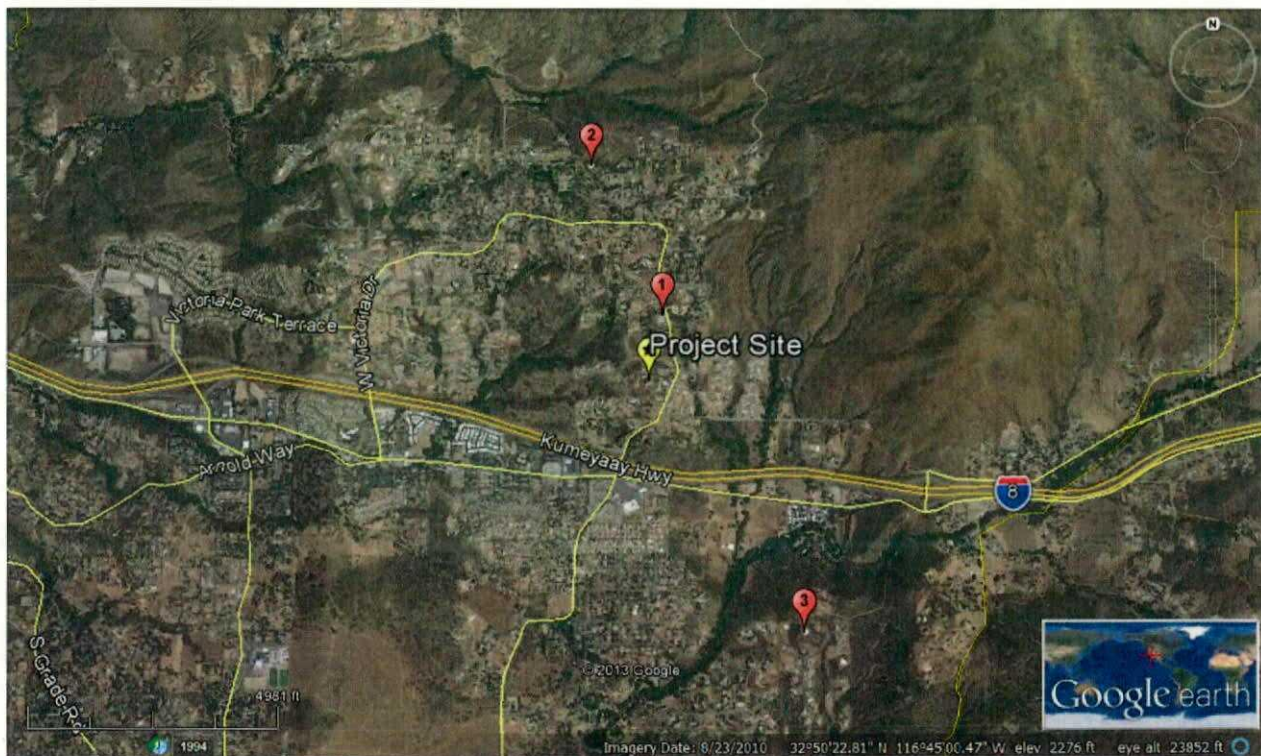 N
2
1
Victoria Park Terrace
W Victoria Dr
Project Site
Kumeyaay Hwy
Arnold Way
8
3
S Grade Rd
© 2013 Google
4981 ft
Google earth
1994
Imagery Date: 8/23/2010 32°50'22.81" N 116°45'00.47" W elev 2276 ft eye alt 23852 ft